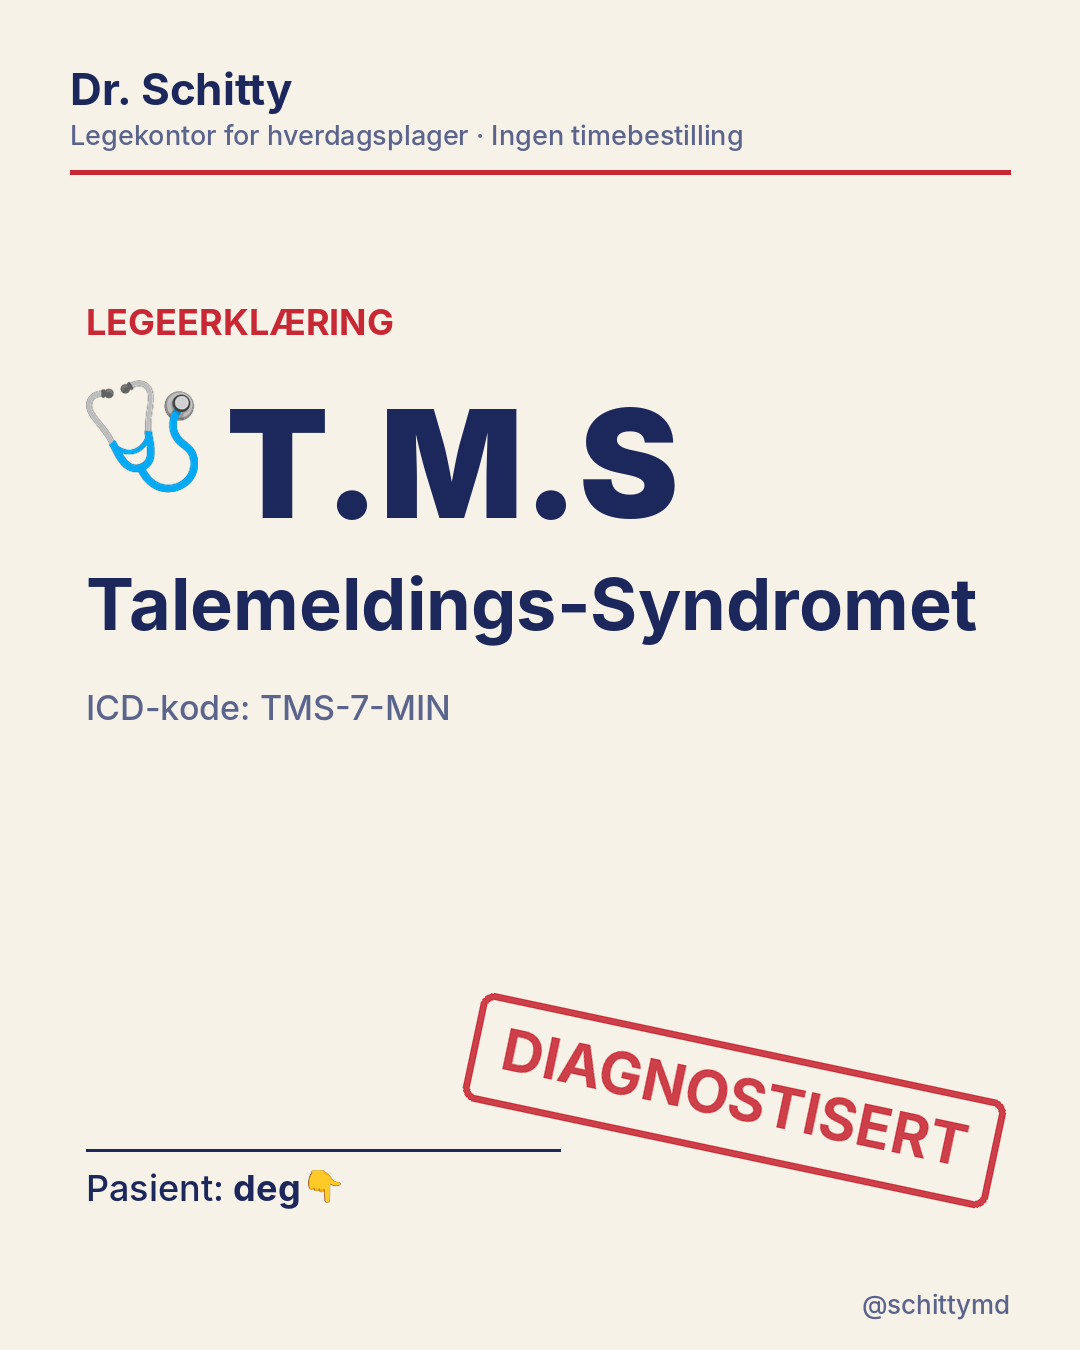 Dr. Schitty
Legekontor for hverdagsplager · Ingen timebestilling
LEGEERKLÆRING
T.M.S
Talemeldings-Syndromet
ICD-kode: TMS-7-MIN
DIAGNOSTISERT
Pasient: deg👇
@schittymd